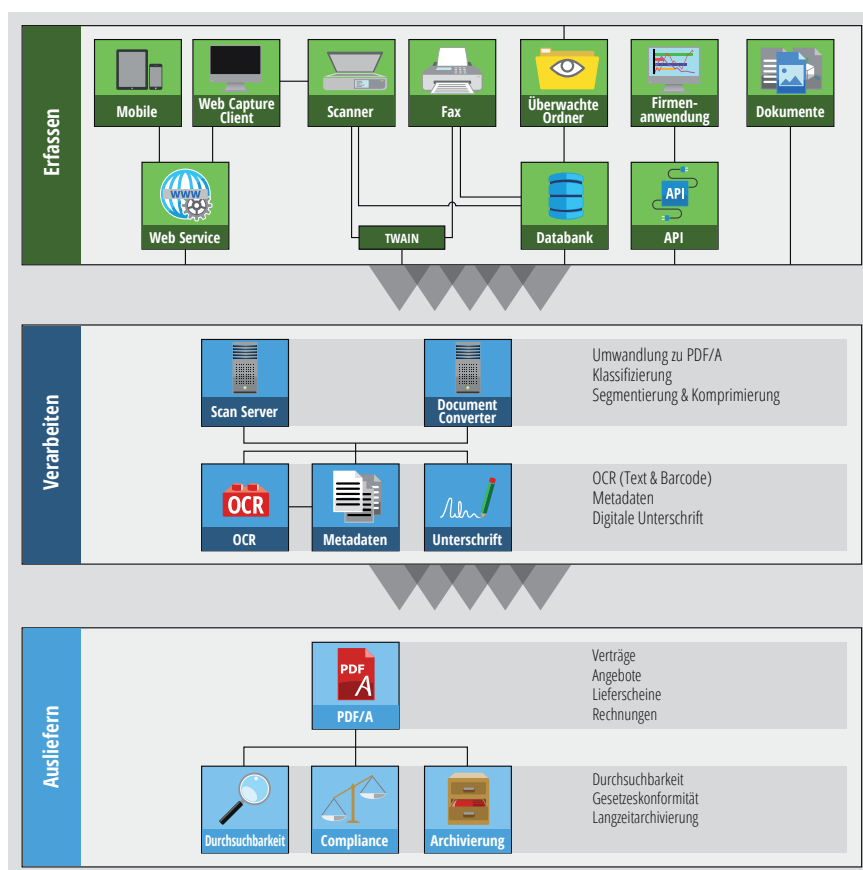 Erfassen
Mobile
Web Capture
Client
Scanner
Fax
Überwachte
Ordner
Firmen-
anwendung
Dokumente
WWW
Web Service
TWAIN
Databank
API
API
Verarbeiten
Scan Server
Document
Converter
Umwandlung zu PDF/A
Klassifizierung
Segmentierung & Komprimierung
OCR
OCR
Metadaten
Unterschrift
OCR (Text & Barcode)
Metadaten
Digitale Unterschrift
Ausliefern
PDF
A
PDF/A
Verträge
Angebote
Lieferscheine
Rechnungen
Durchsuchbarkeit
Compliance
Archivierung
Durchsuchbarkeit
Gesetzeskonformität
Langzeitarchivierung